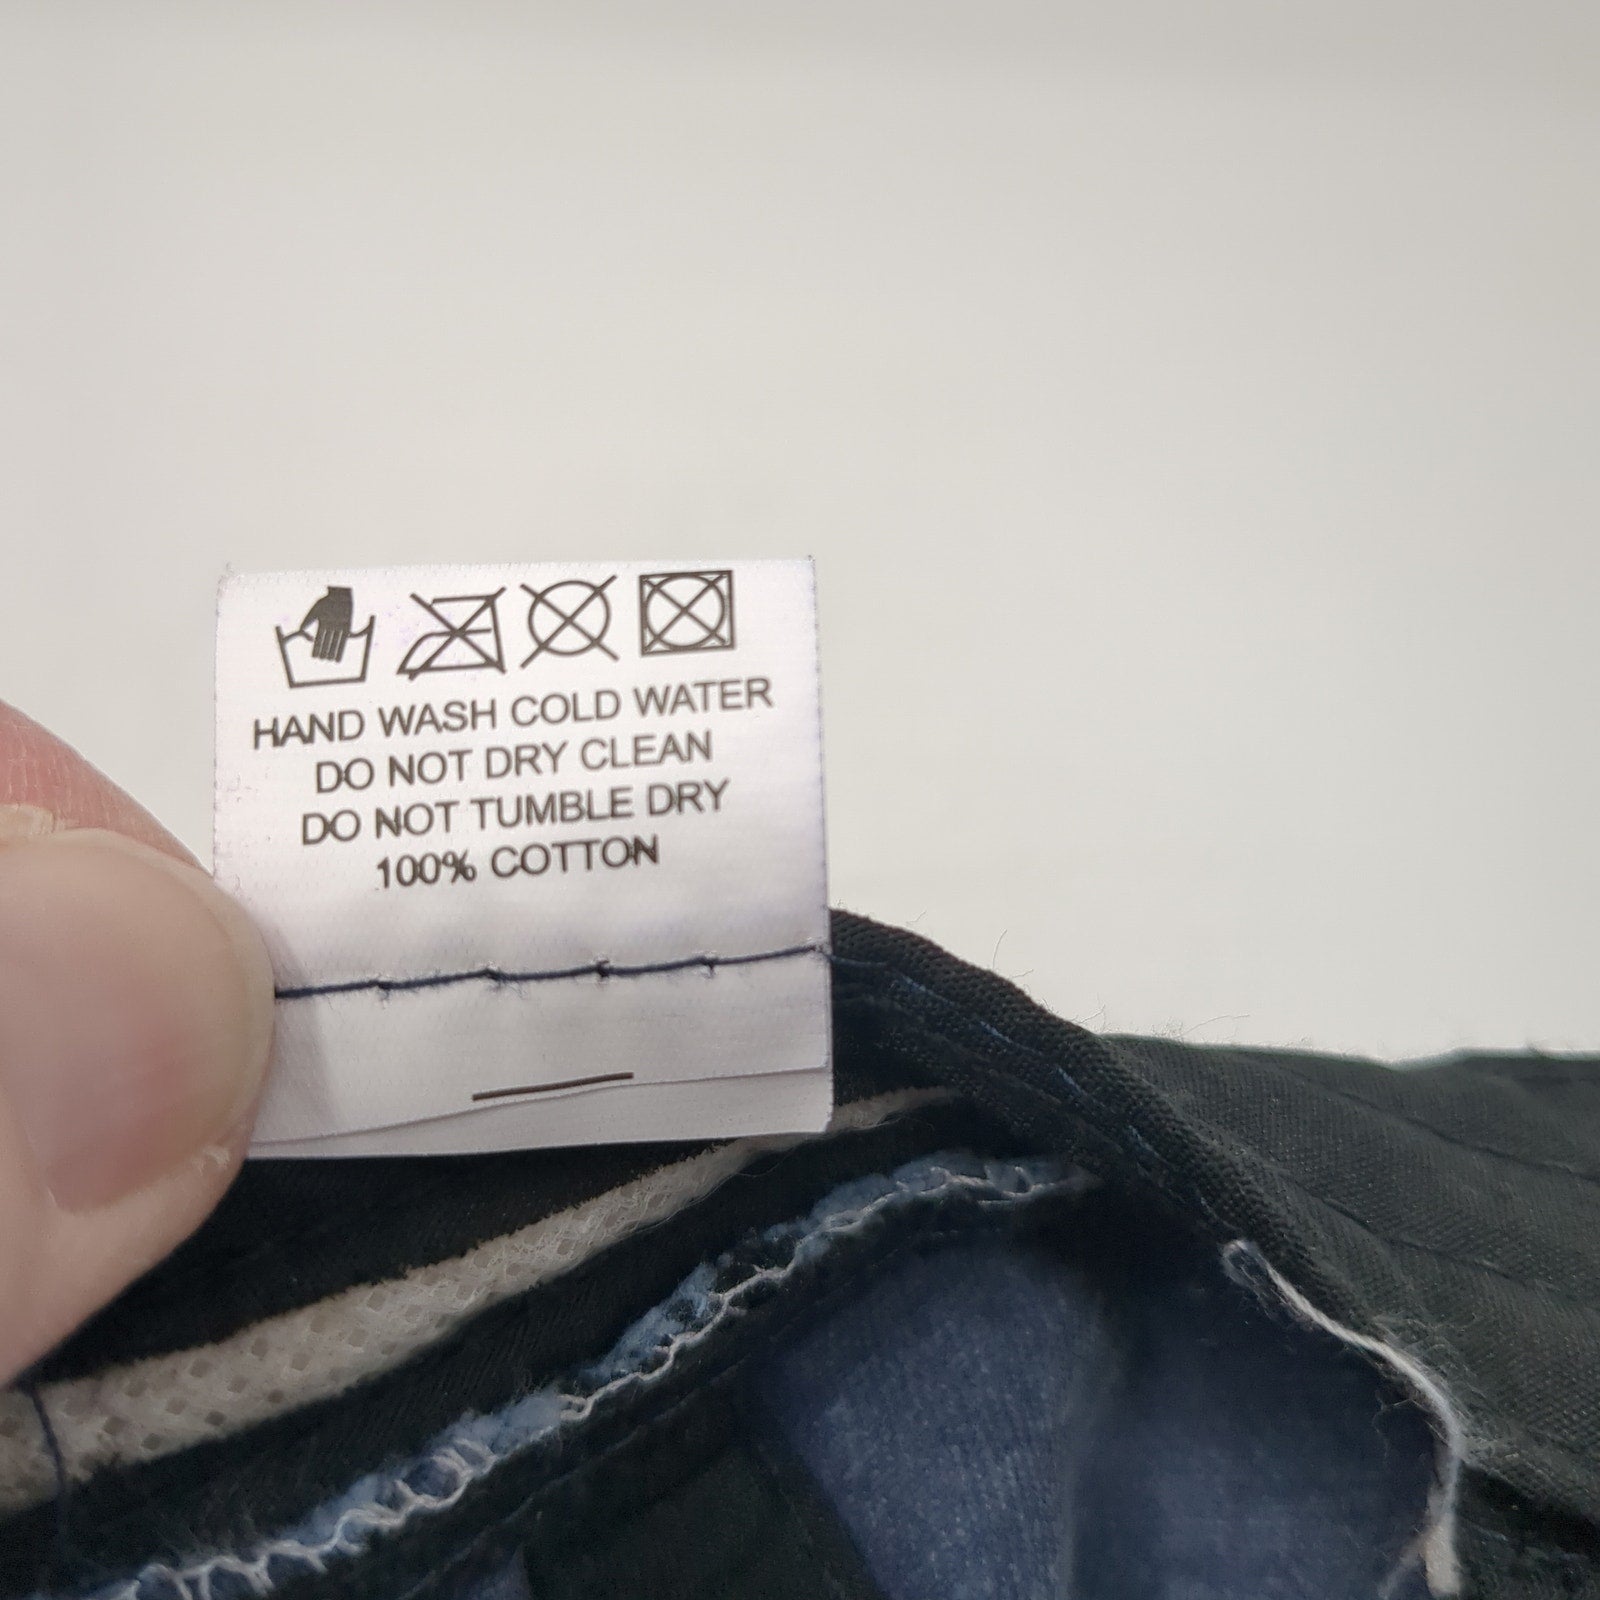 HAND WASH COLD WATER
DO NOT DRY CLEAN
DO NOT TUMBLE DRY
100% COTTON